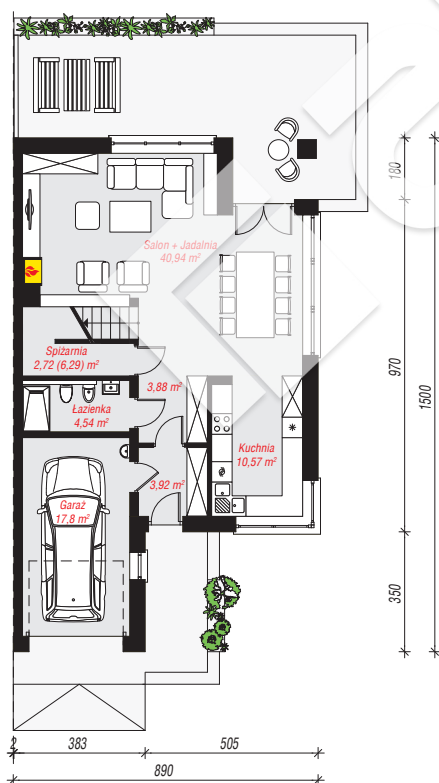 Salon + Jadalnia
40,94 m²
180
Spiżarnia
2,72 (6,29) m²
3,88 m²
970
1500
Łazienka
4,54 m²
Kuchnia
10,57 m²
3,92 m²
Garaż
17,8 m²
350
2
383
505
890